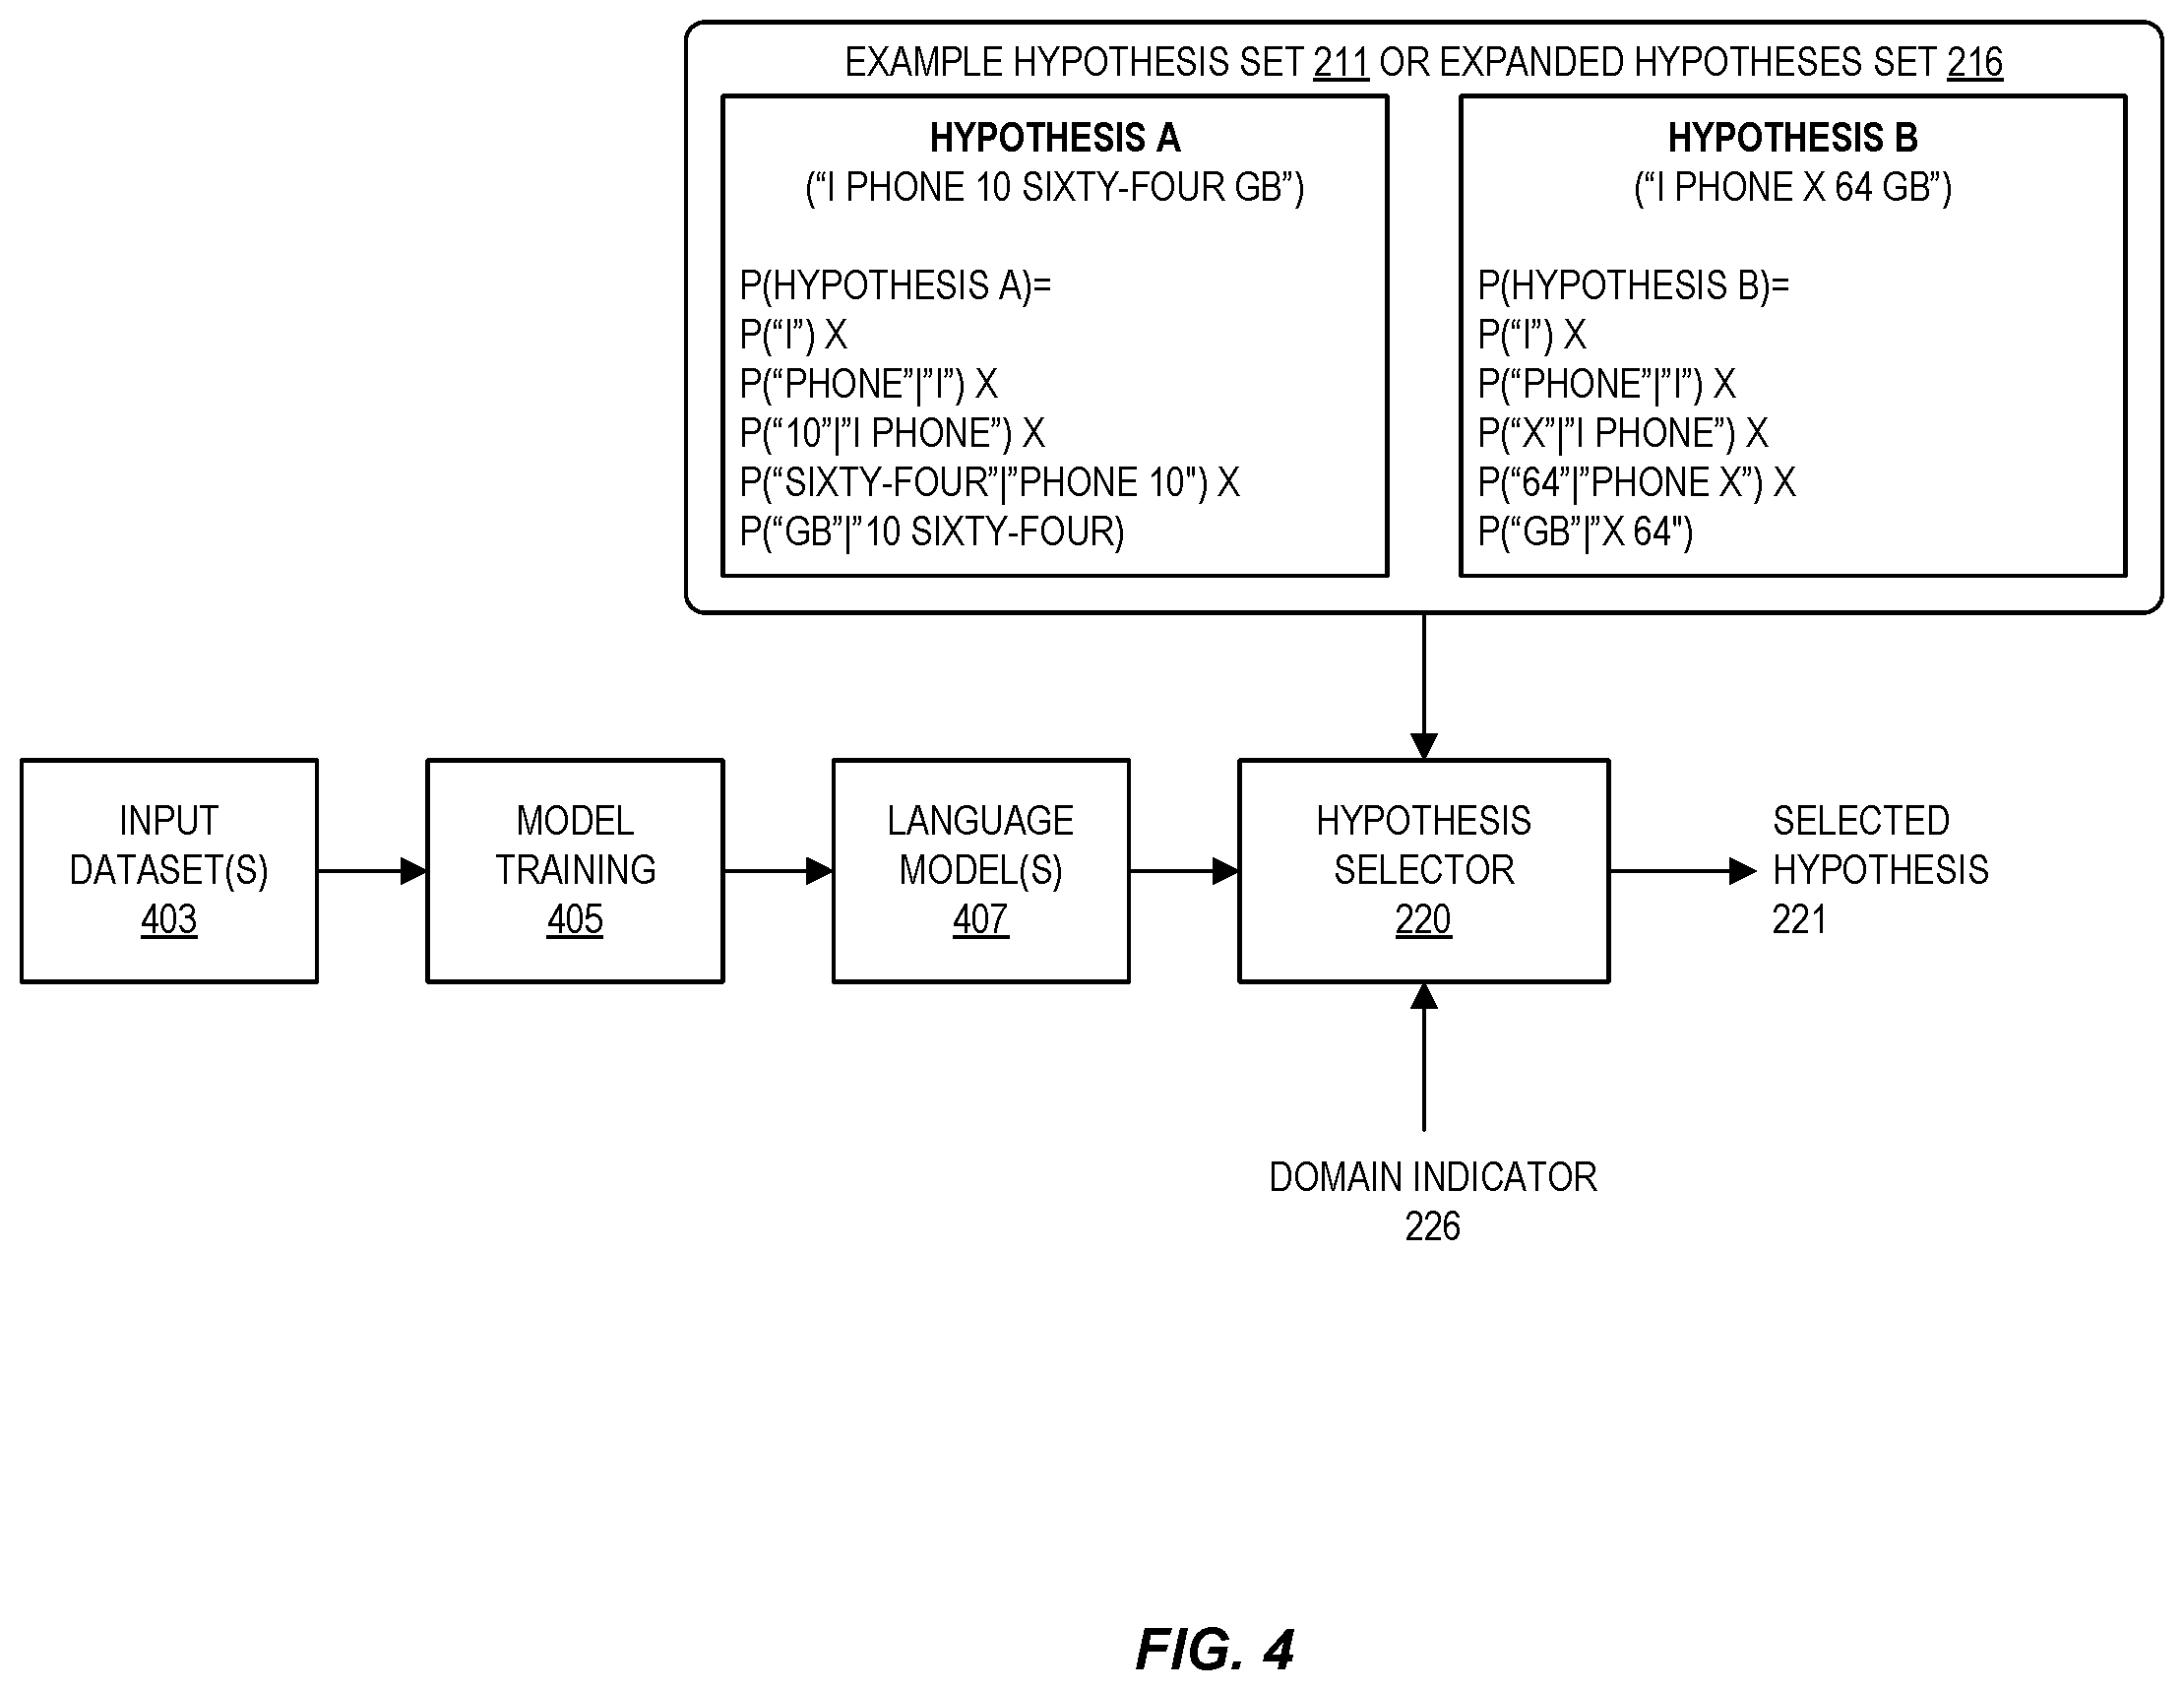 EXAMPLE HYPOTHESIS SET 211 OR EXPANDED HYPOTHESES SET 216
HYPOTHESIS A
(“I PHONE 10 SIXTY-FOUR GB”)
P(HYPOTHESIS A)=
P(“I”) X
P(“PHONE”|”I”) X
P(“10”|”I PHONE”) X
P(“SIXTY-FOUR”|”PHONE 10") X
P(“GB”|”10 SIXTY-FOUR)
HYPOTHESIS B
(“I PHONE X 64 GB”)
P(HYPOTHESIS B)=
P(“I”) X
P(“PHONE”|”I”) X
P(“X”|”I PHONE”) X
P(“64”|”PHONE X”) X
P(“GB”|”X 64")
INPUT
DATASET(S)
403
MODEL
TRAINING
405
LANGUAGE
MODEL(S)
407
HYPOTHESIS
SELECTOR
220
SELECTED
HYPOTHESIS
221
DOMAIN INDICATOR
226
FIG. 4